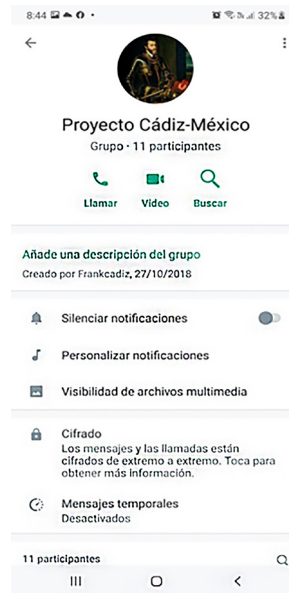 8:44
32%
Proyecto Cádiz-México
Grupo · 11 participantes
Llamar Video Buscar
Añade una descripción del grupo
Creado por Frankcadiz, 27/10/2018
Silenciar notificaciones
Personalizar notificaciones
Visibilidad de archivos multimedia
Cifrado
Los mensajes y las llamadas están
cifrados de extremo a extremo. Toca para
obtener más información.
Mensajes temporales
Desactivados
11 participantes